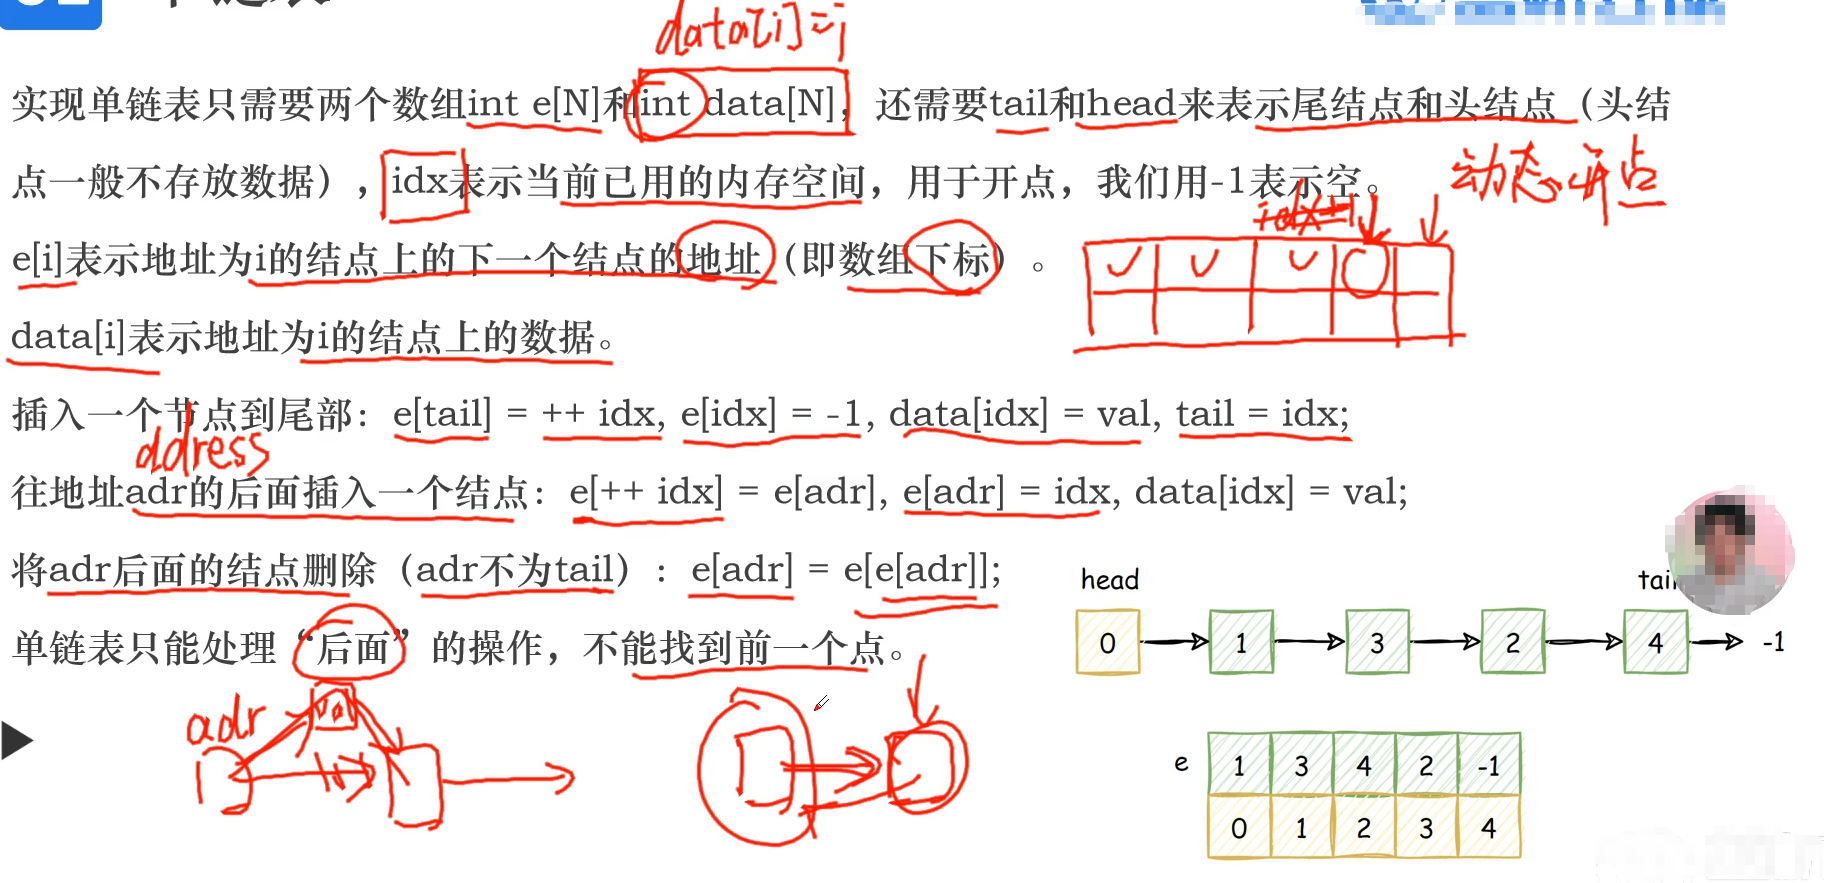 data[i]=j
实现单链表只需要两个数组int e[N]和int data[N]，还需要tail和head来表示尾结点和头结点（头结
点一般不存放数据），idx表示当前已用的内存空间，用于开点，我们用-1表示空。
动态开点
idx+1
e[i]表示地址为i的结点上的下一个结点的地址（即数组下标）。
data[i]表示地址为i的结点上的数据。
插入一个节点到尾部：e[tail] = ++ idx, e[idx] = -1, data[idx] = val, tail = idx;
ddress
往地址adr的后面插入一个结点：e[++ idx] = e[adr], e[adr] = idx, data[idx] = val;
将adr后面的结点删除（adr不为tail）：e[adr] = e[e[adr]];
head
单链表只能处理“后面”的操作，不能找到前一个点。
0 1 3 2 4 -1
adr
val
e 1 3 4 2 -1
0 1 2 3 4